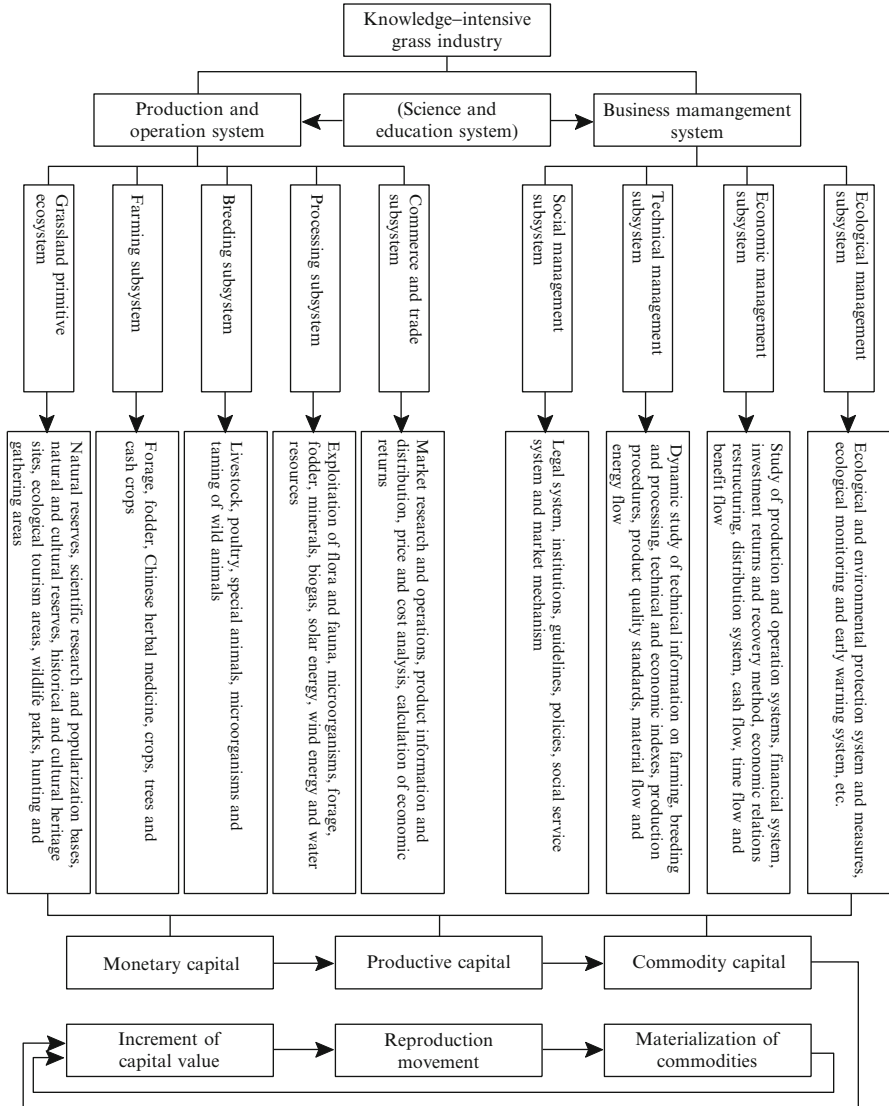 Knowledge–intensive
grass industry
Production and
operation system
(Science and
education system)
Business mamangement
system
Grassland primitive
ecosystem
Farming subsystem
Breeding subsystem
Processing subsystem
Commerce and trade
subsystem
Social management
subsystem
Technical management
subsystem
Economic management
subsystem
Ecological management
subsystem
Natural reserves, scientific research and popularization bases,
natural and cultural reserves, historical and cultural heritage
sites, ecological tourism areas, wildlife parks, hunting and
gathering areas
Forage, fodder, Chinese herbal medicine, crops, trees and
cash crops
Livestock, poultry, special animals, microorganisms and
taming of wild animals
Exploitation of flora and fauna, microorganisms, forage,
fodder, minerals, biogas, solar energy, wind energy and water
resources
Market research and operations, product information and
distribution, price and cost analysis, calculation of economic
returns
Legal system, institutions, guidelines, policies, social service
system and market mechanism
Dynamic study of technical information on farming, breeding
and processing, technical and economic indexes, production
procedures, product quality standards, material flow and
energy flow
Study of production and operation systems, financial system,
investment returns and recovery method, economic relations
restructuring, distribution system, cash flow, time flow and
benefit flow
Ecological and environmental protection system and measures,
ecological monitoring and early warning system, etc.
Monetary capital
Productive capital
Commodity capital
Increment of
capital value
Reproduction
movement
Materialization of
commodities